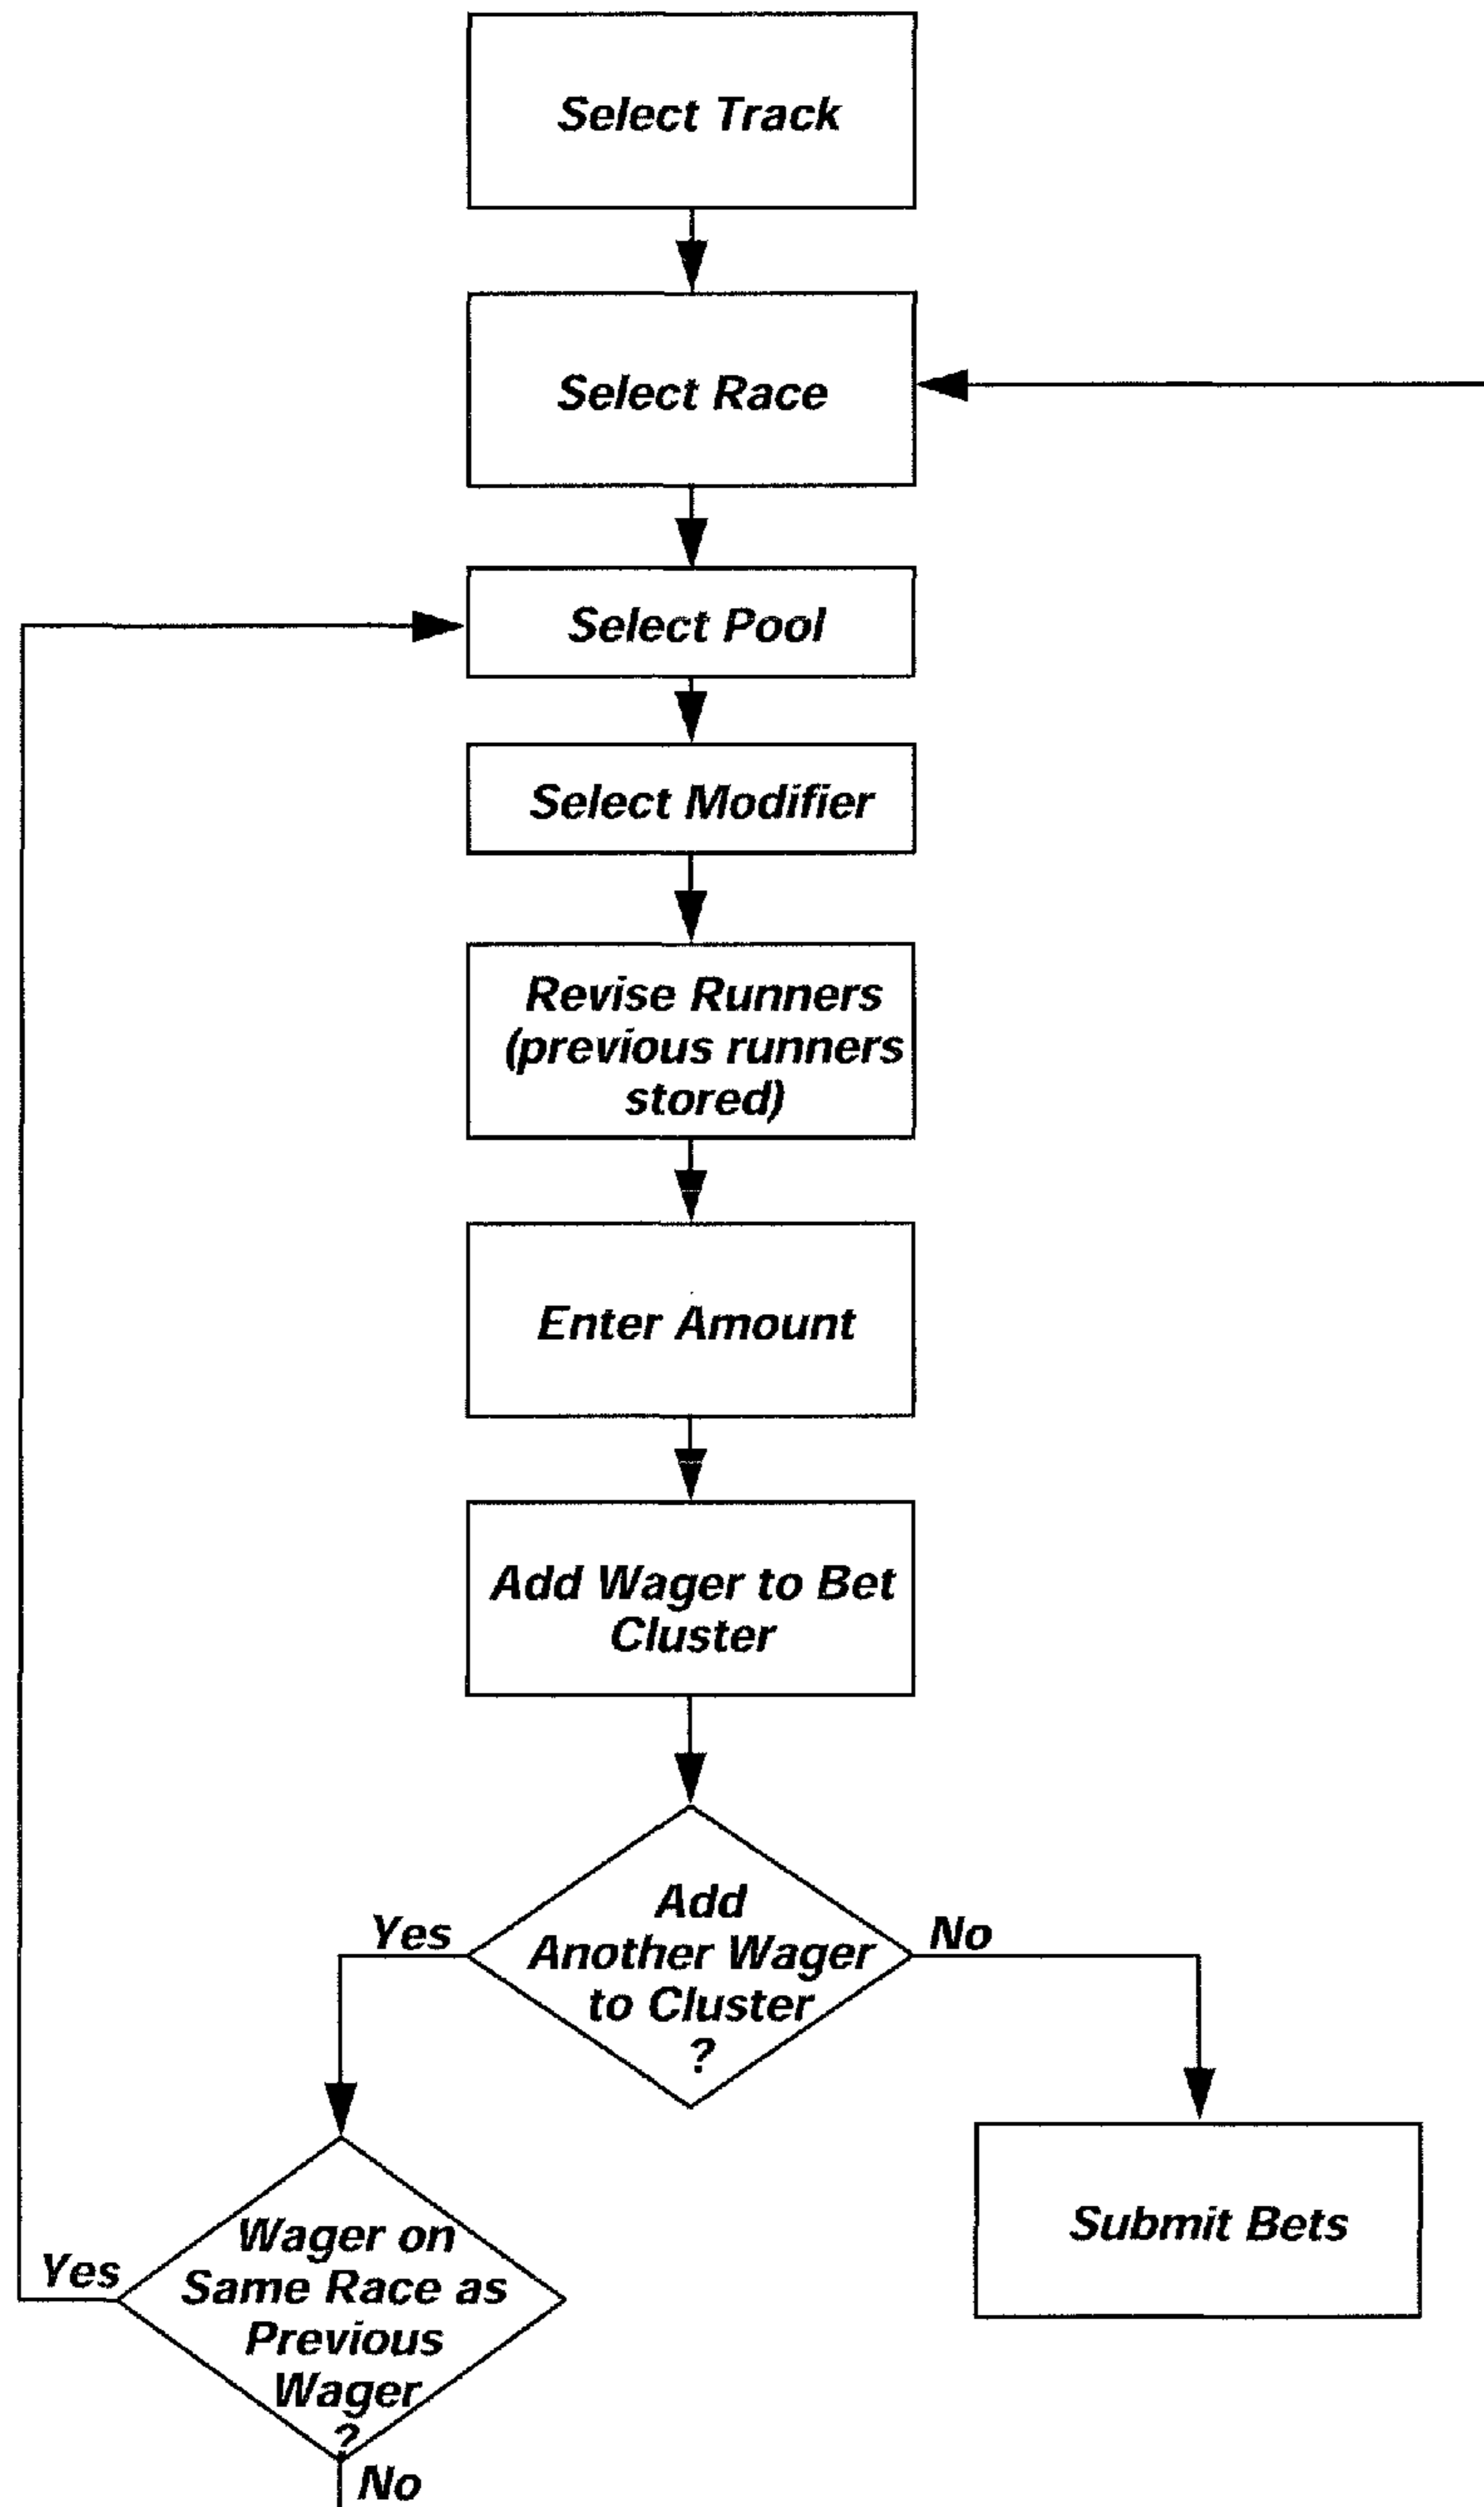 Select Track
Select Race
Select Pool
Select Modifier
Revise Runners
(previous runners
stored)
Enter Amount
Add Wager to Bet
Cluster
Add
Another Wager
to Cluster
?
Yes
No
Wager on
Same Race as
Previous
Wager
?
Yes
No
Submit Bets